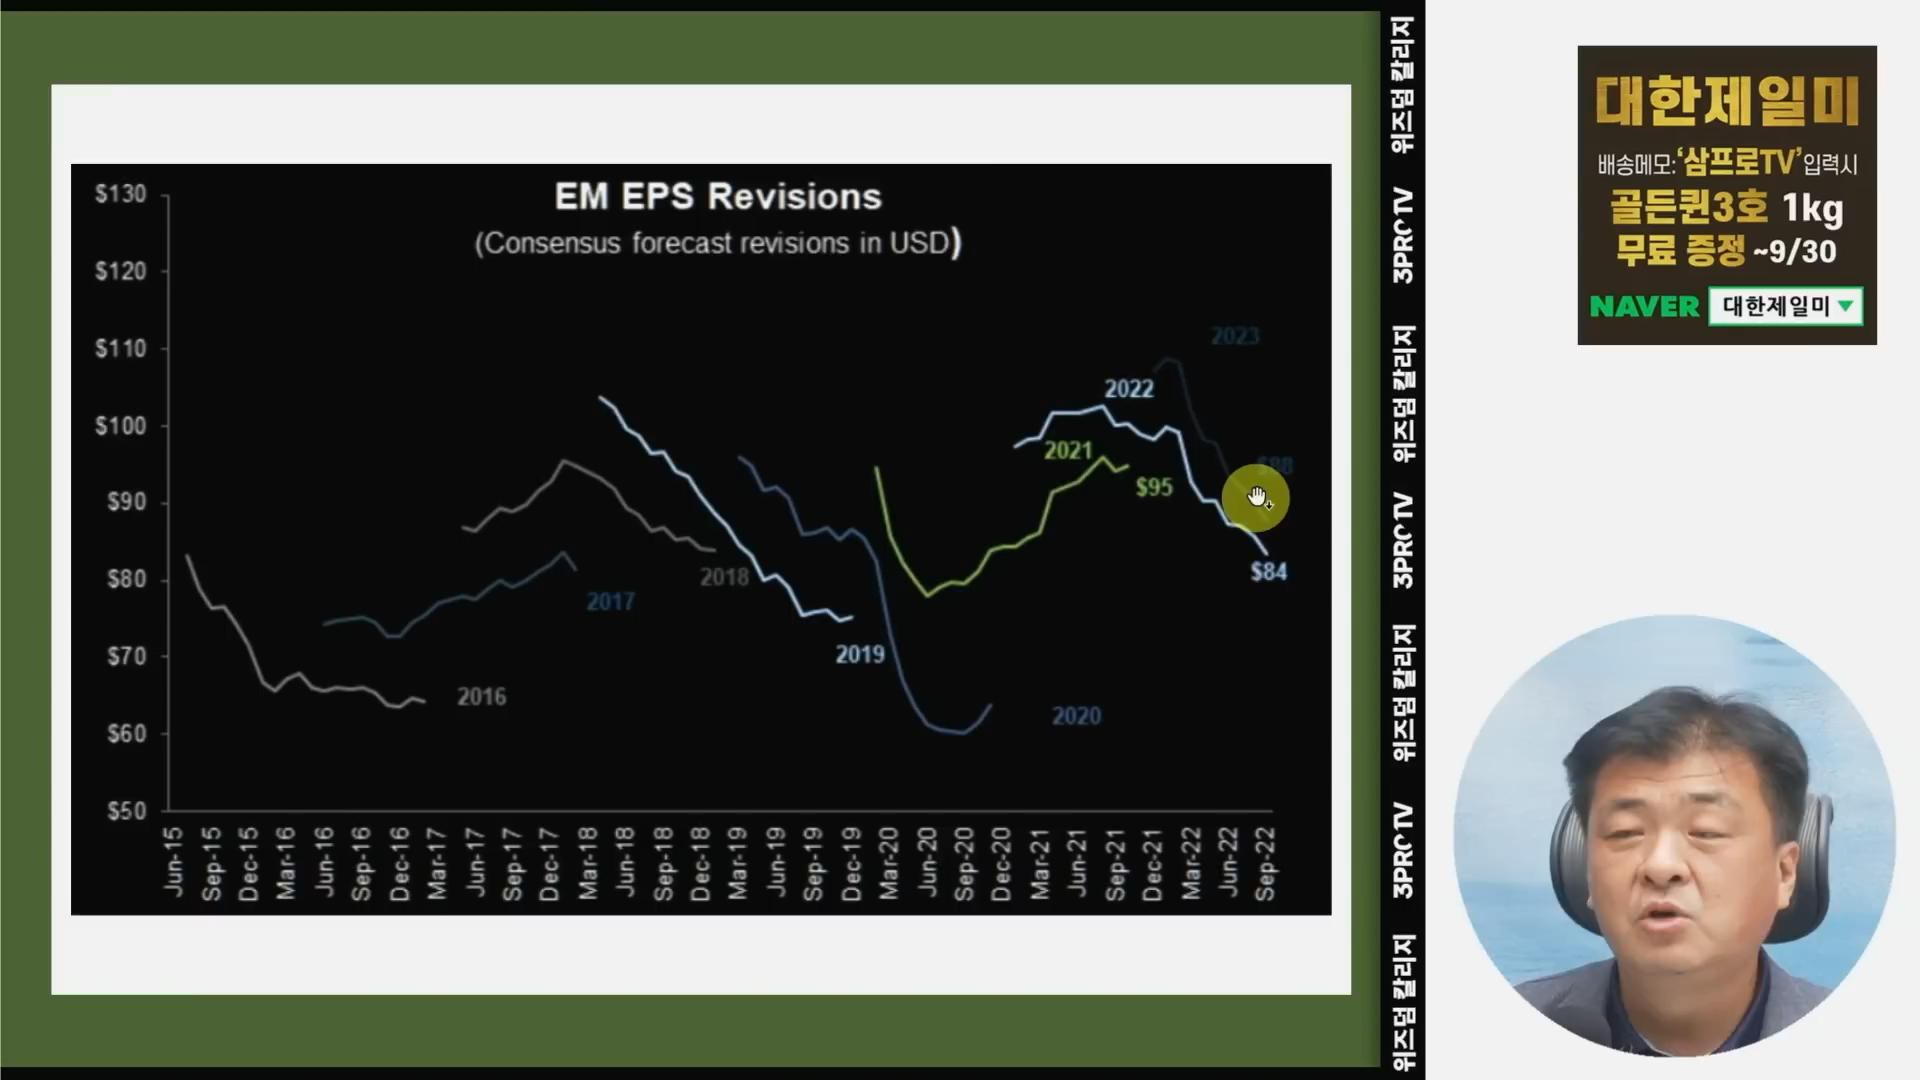 EM EPS Revisions
(Consensus forecast revisions in USD)
$130
$120
$110
$100
$90
$80
$70
$60
$50
2016
2017
2018
2019
2020
2021
$95
2022
$84
2023
$88
Jun-15
Sep-15
Dec-15
Mar-16
Jun-16
Sep-16
Dec-16
Mar-17
Jun-17
Sep-17
Dec-17
Mar-18
Jun-18
Sep-18
Dec-18
Mar-19
Jun-19
Sep-19
Dec-19
Mar-20
Jun-20
Sep-20
Dec-20
Mar-21
Jun-21
Sep-21
Dec-21
Mar-22
Jun-22
Sep-22
위즈덤 칼리지
3PROTV
위즈덤 칼리지
3PROTV
위즈덤 칼리지
3PROTV
위즈덤 칼리지
대한제일미
배송메모:'삼프로TV'입력시
골든퀸3호 1kg
무료 증정 ~9/30
NAVER 대한제일미